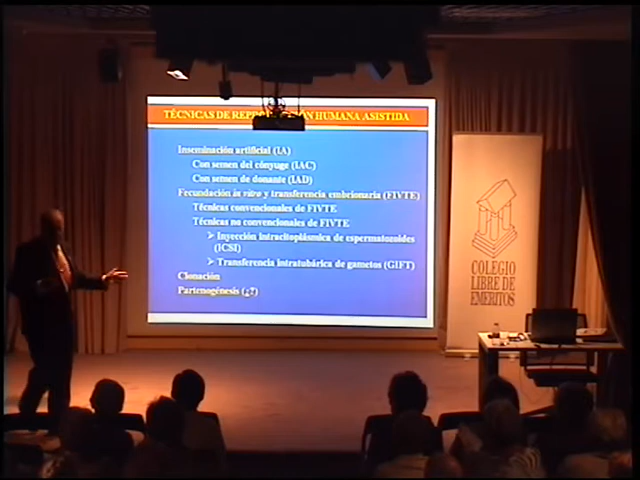 TÉCNICAS DE REPRODUCCIÓN HUMANA ASISTIDA
Inseminación artificial (IA)
Con semen del cónyuge (IAC)
Con semen de donante (IAD)
Fecundación in vitro y transferencia embrionaria (FIVTE)
Técnicas convencionales de FIVTE
Técnicas no convencionales de FIVTE
➢ Inyección intracitoplásmica de espermatozoides
(ICSI)
➢ Transferencia intratubárica de gametos (GIFT)
Clonación
Partenogénesis (¿?)
COLEGIO
LIBRE DE
EMERITOS